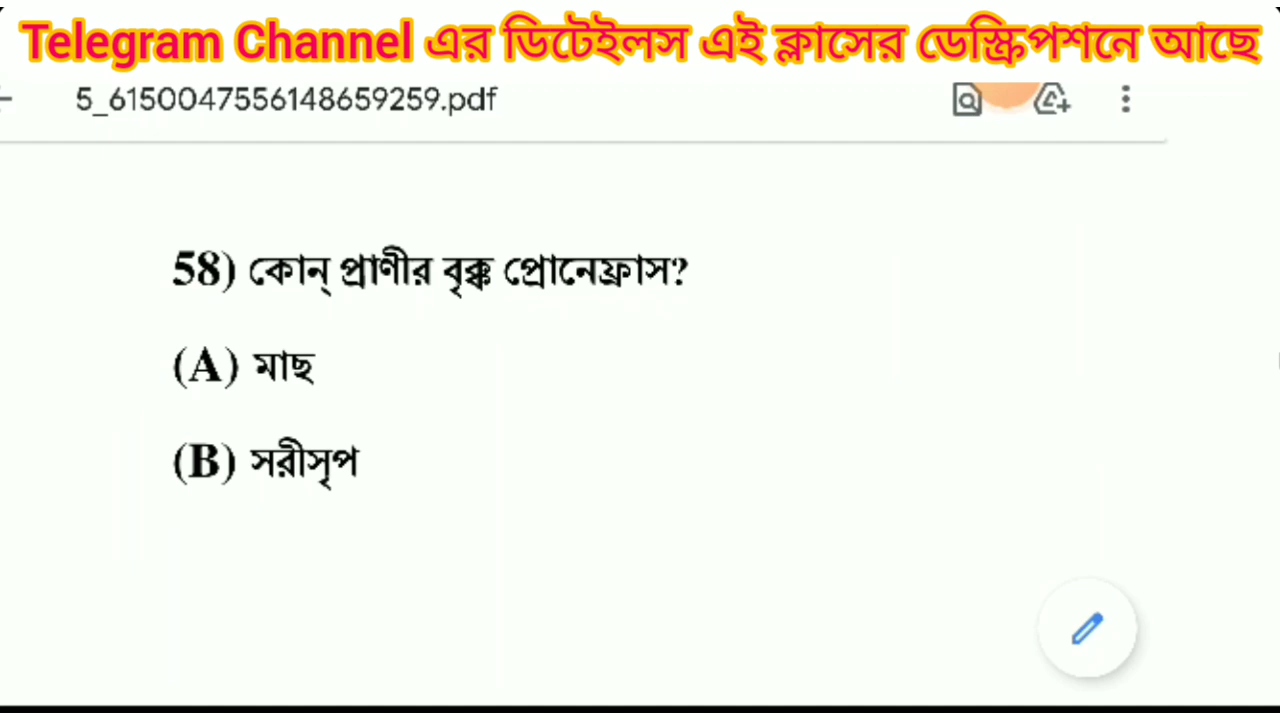 Telegram Channel এর ডিটেইলস এই ক্লাসের ডেস্ক্রিপশনে আছে
5_6150047556148659259.pdf
58) কোন্ প্রাণীর বৃক্ক প্রোনেফ্রাস?
(A) মাছ
(B) সরীসৃপ